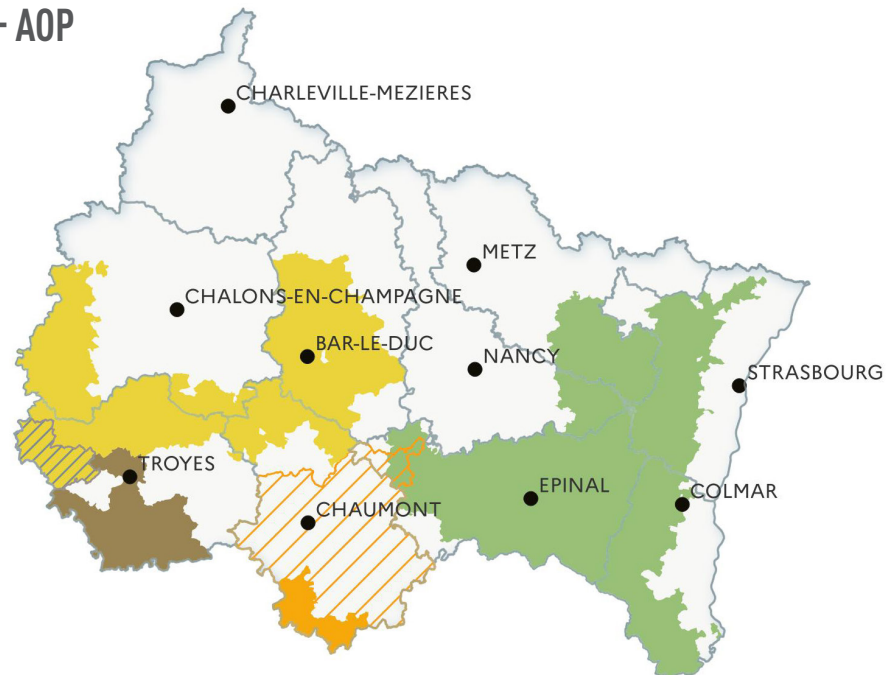 - AOP
CHARLEVILLE-MEZIERES
METZ
CHALONS-EN-CHAMPAGNE
BAR-LE-DUC
NANCY
STRASBOURG
TROYES
EPINAL
COLMAR
CHAUMONT